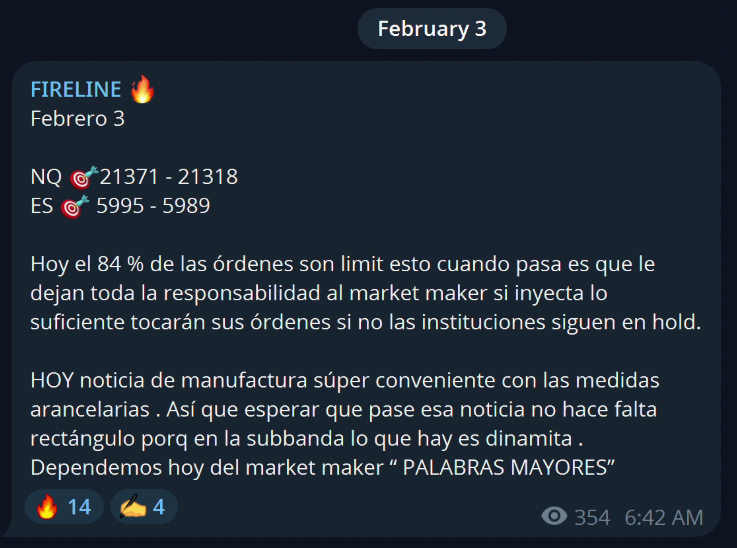 February 3
FIRELINE 🔥
Febrero 3
NQ 🎯21371 - 21318
ES 🎯 5995 - 5989
Hoy el 84 % de las órdenes son limit esto cuando pasa es que le
dejan toda la responsabilidad al market maker si inyecta lo
suficiente tocarán sus órdenes si no las instituciones siguen en hold.
HOY noticia de manufactura súper conveniente con las medidas
arancelarias . Así que esperar que pase esa noticia no hace falta
rectángulo porq en la subbanda lo que hay es dinamita .
Dependemos hoy del market maker “ PALABRAS MAYORES”
🔥 14 ✍️ 4 354 6:42 AM